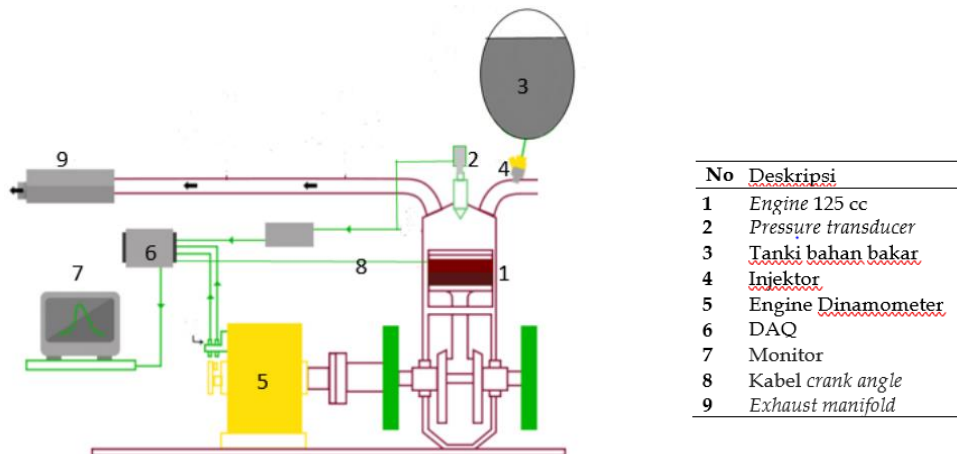 3
9
2
4
6
8
1
7
5
No Deskripsi
1 Engine 125 cc
2 Pressure transducer
3 Tanki bahan bakar
4 Injektor
5 Engine Dinamometer
6 DAQ
7 Monitor
8 Kabel crank angle
9 Exhaust manifold